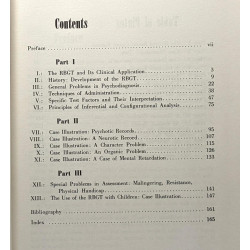 Contents
Preface vii
Part I
I.— The RBGT and Its Clinical Application 3
II.— History: Development of the RBGT. 9
III.— General Problems in Psychodiagnosis 22
IV.— Techniques of Administration 38
V.— Specific Test Factors and Their Interpretation 47
VI.— Principles of Inferential and Configurational Analysis 75
Part II
VII.— Case Illustration: Psychotic Records 95
VIII.— Case Illustration: A Neurotic Record 107
IX.— Case Illustration: A Character Problem 115
X.— Case Illustration: An Organic Problem 126
XI.— Case Illustration: A Case of Mental Retardation 133
Part III
XII.— Special Problems in Assessment: Malingering, Resistance,
Physical Handicap 141
XIII.— The Use of the RBGT with Children: Case Illustration 147
Bibliography 161
Index 165